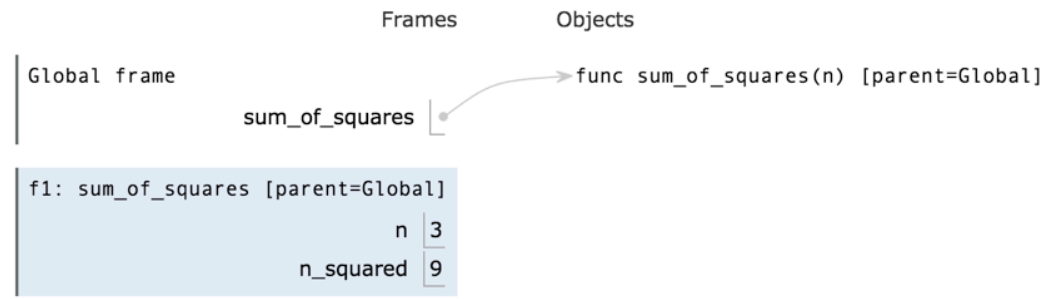 Frames Objects
Global frame func sum_of_squares(n) [parent=Global]
sum_of_squares
f1: sum_of_squares [parent=Global]
n 3
n_squared 9